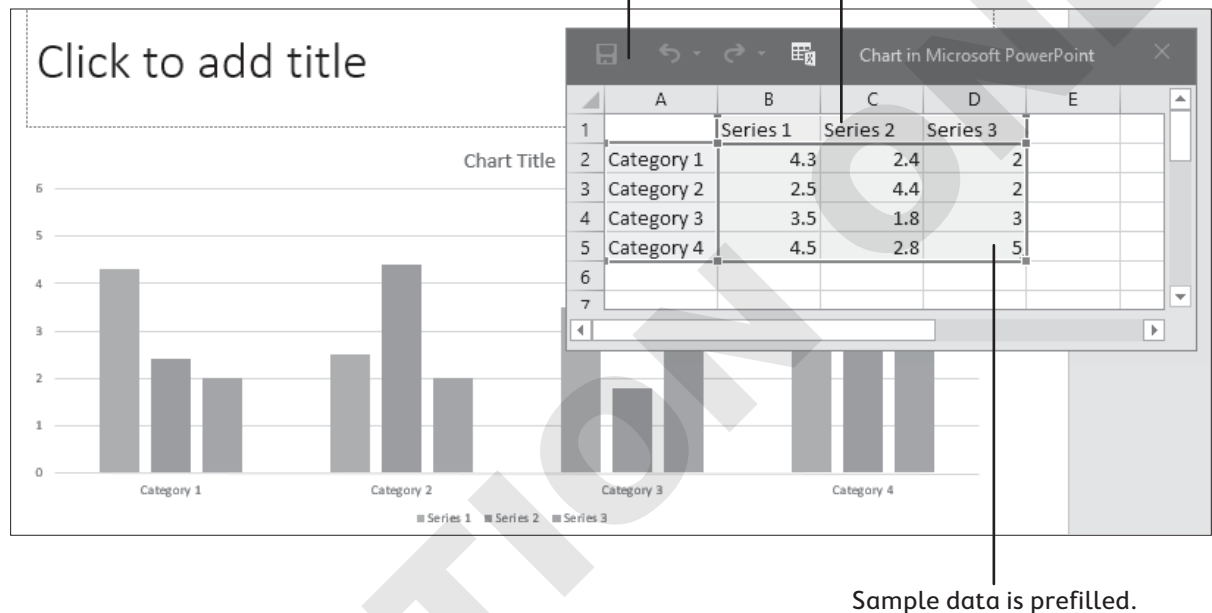 Click to add title
Chart in Microsoft PowerPoint
A B C D E
1 Series 1 Series 2 Series 3
2 Category 1 4.3 2.4 2
3 Category 2 2.5 4.4 2
4 Category 3 3.5 1.8 3
5 Category 4 4.5 2.8 5
6
7
Chart Title
6
5
4
3
2
1
0
Category 1 Category 2 Category 3 Category 4
Series 1 Series 2 Series 3
Sample data is prefilled.